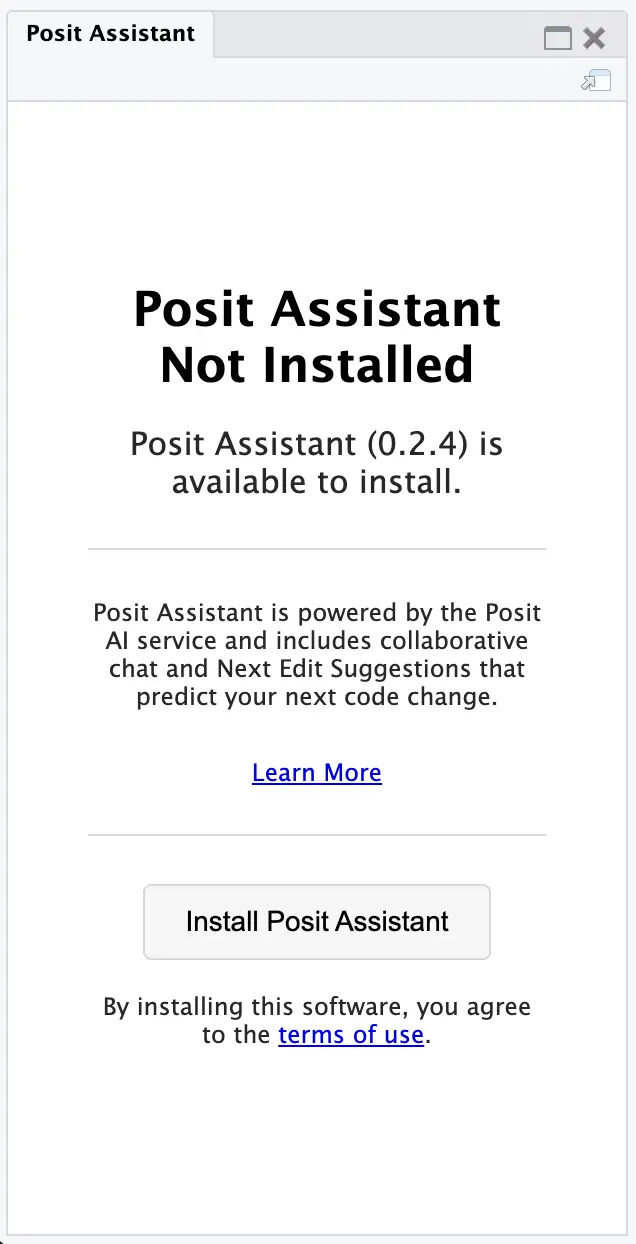 Posit Assistant
Posit Assistant
Not Installed
Posit Assistant (0.2.4) is
available to install.
Posit Assistant is powered by the Posit
AI service and includes collaborative
chat and Next Edit Suggestions that
predict your next code change.
Learn More
Install Posit Assistant
By installing this software, you agree
to the terms of use.